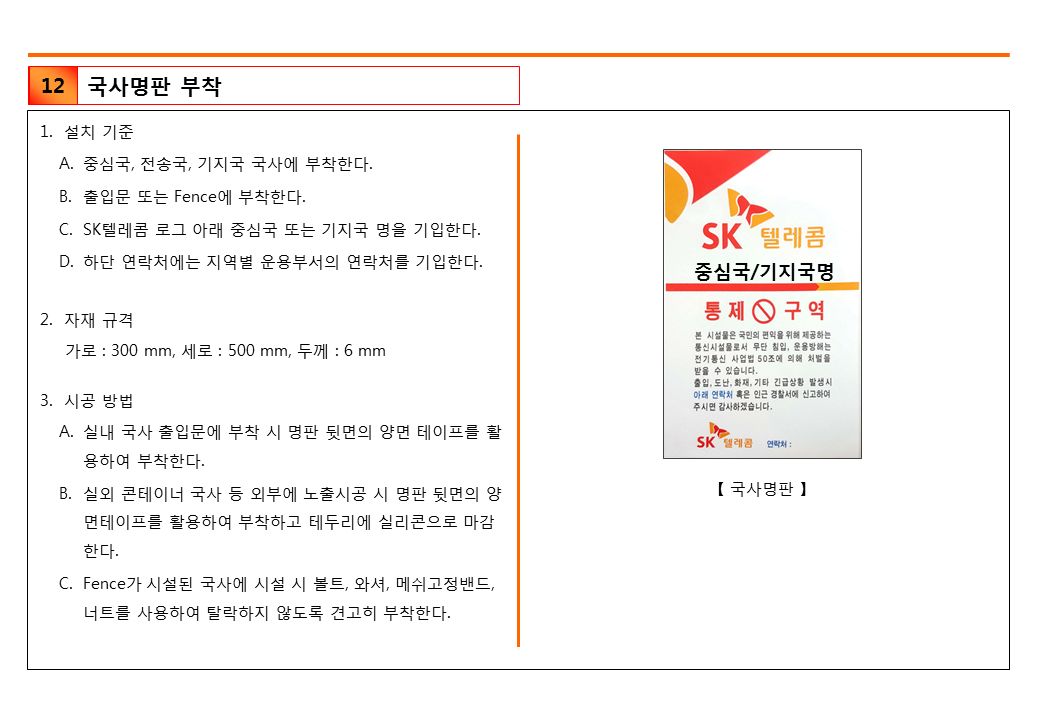 12 국사명판 부착
1. 설치 기준
A. 중심국, 전송국, 기지국 국사에 부착한다.
B. 출입문 또는 Fence에 부착한다.
C. SK텔레콤 로그 아래 중심국 또는 기지국 명을 기입한다.
D. 하단 연락처에는 지역별 운용부서의 연락처를 기입한다.
2. 자재 규격
가로 : 300 mm, 세로 : 500 mm, 두께 : 6 mm
3. 시공 방법
A. 실내 국사 출입문에 부착 시 명판 뒷면의 양면 테이프를 활
용하여 부착한다.
B. 실외 콘테이너 국사 등 외부에 노출시공 시 명판 뒷면의 양
면테이프를 활용하여 부착하고 테두리에 실리콘으로 마감
한다.
C. Fence가 시설된 국사에 시설 시 볼트, 와셔, 메쉬고정밴드,
너트를 사용하여 탈락하지 않도록 견고히 부착한다.
SK 텔레콤
중심국/기지국명
통제 구역
본 시설물은 국민의 편익을 위해 제공하는
통신시설물로서 무단 침입, 운용방해는
전기통신 사업법 50조에 의해 처벌을
받을 수 있습니다.
출입, 도난, 화재, 기타 긴급상황 발생시
아래 연락처 혹은 인근 경찰서에 신고하여
주시면 감사하겠습니다.
SK 텔레콤 연락처 :
【 국사명판 】